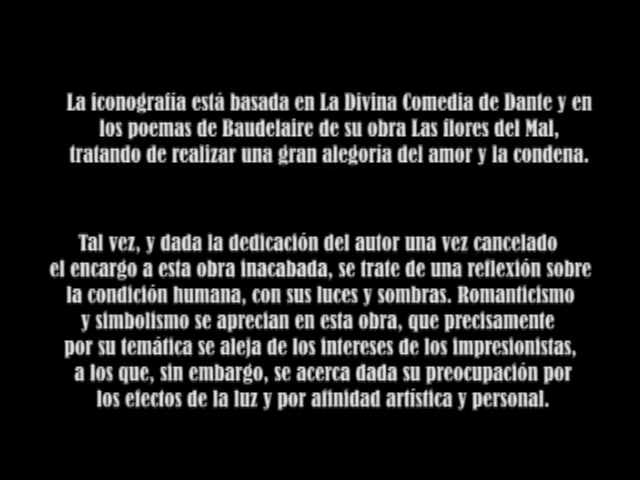 La iconografía está basada en La Divina Comedia de Dante y en
los poemas de Baudelaire de su obra Las flores del Mal,
tratando de realizar una gran alegoria del amor y la condena.
Tal vez, y dada la dedicación del autor una vez cancelado
el encargo a esta obra inacabada, se trate de una reflexión sobre
la condición humana, con sus luces y sombras. Romanticismo
y simbolismo se aprecian en esta obra, que precisamente
por su temática se aleja de los intereses de los impresionistas,
a los que, sin embargo, se acerca dada su preocupación por
los efectos de la luz y por afinidad artística y personal.